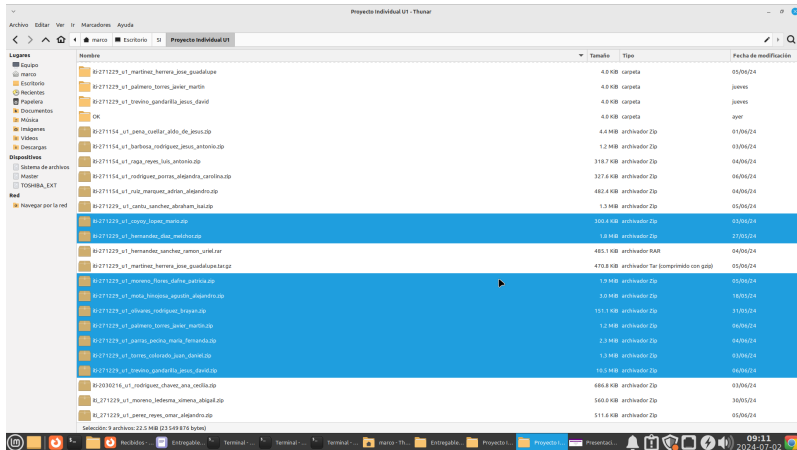 Proyecto Individual U1 - Thunar
Archivo Editar Ver Ir Marcadores Ayuda
marco Escritorio SI Proyecto Individual U1
Lugares
Equipo
marco
Escritorio
Recientes
Papelera
Documentos
Música
Imágenes
Vídeos
Descargas
Dispositivos
Sistema de archivos
Master
TOSHIBA_EXT
Red
Navegar por la red
Nombre Tamaño Tipo Fecha de modificación
iti-271229_u1_martinez_herrera_jose_guadalupe 4.0 KiB carpeta 05/06/24
iti-271229_u1_palmero_torres_javier_martin 4.0 KiB carpeta jueves
iti-271229_u1_trevino_gandarilla_jesus_david 4.0 KiB carpeta jueves
OK 4.0 KiB carpeta ayer
iti-271154_u1_pena_cuellar_aldo_de_jesus.zip 4.4 MiB archivador Zip 01/06/24
iti-271154_u1_barbosa_rodriguez_jesus_antonio.zip 1.2 MiB archivador Zip 03/06/24
iti-271154_u1_raga_reyes_luis_antonio.zip 318.7 KiB archivador Zip 04/06/24
iti-271154_u1_rodriguez_porras_alejandra_carolina.zip 327.6 KiB archivador Zip 06/06/24
iti-271154_u1_ruiz_marquez_adrian_alejandro.zip 482.4 KiB archivador Zip 04/06/24
iti-271229_u1_cantu_sanchez_abraham_isai.zip 1.3 MiB archivador Zip 05/06/24
iti-271229_u1_coyoy_lopez_mario.zip 300.4 KiB archivador Zip 03/06/24
iti-271229_u1_hernandez_diaz_melchor.zip 1.8 MiB archivador Zip 27/05/24
iti-271229_u1_hernandez_sanchez_ramon_uriel.rar 485.1 KiB archivador RAR 04/06/24
iti-271229_u1_martinez_herrera_jose_guadalupe.tar.gz 470.8 KiB archivador Tar (comprimido con gzip) 05/06/24
iti-271229_u1_moreno_flores_dafne_patricia.zip 1.9 MiB archivador Zip 05/06/24
iti-271229_u1_mota_hinojosa_agustin_alejandro.zip 3.0 MiB archivador Zip 18/05/24
iti-271229_u1_olivares_rodriguez_brayan.zip 151.1 KiB archivador Zip 31/05/24
iti-271229_u1_palmero_torres_javier_martin.zip 1.2 MiB archivador Zip 06/06/24
iti-271229_u1_parras_pecina_maria_fernanda.zip 2.3 MiB archivador Zip 04/06/24
iti-271229_u1_torres_colorado_juan_daniel.zip 1.3 MiB archivador Zip 03/06/24
iti-271229_u1_trevino_gandarilla_jesus_david.zip 10.5 MiB archivador Zip 06/06/24
iti-2030216_u1_rodriguez_chavez_ana_cecilia.zip 686.8 KiB archivador Zip 03/06/24
iti_271229_u1_moreno_ledesma_ximena_abigail.zip 560.0 KiB archivador Zip 30/05/24
iti_271229_u1_perez_reyes_omar_alejandro.zip 511.6 KiB archivador Zip 05/06/24
Selección: 9 archivos: 22.5 MiB (23 549 876 bytes)
Recibidos - ... Entregable... Terminal - ... Terminal - ... Terminal - ... marco - Th... Entregable... Proyecto I... Proyecto I... Presentaci... 09:11
2024-07-02